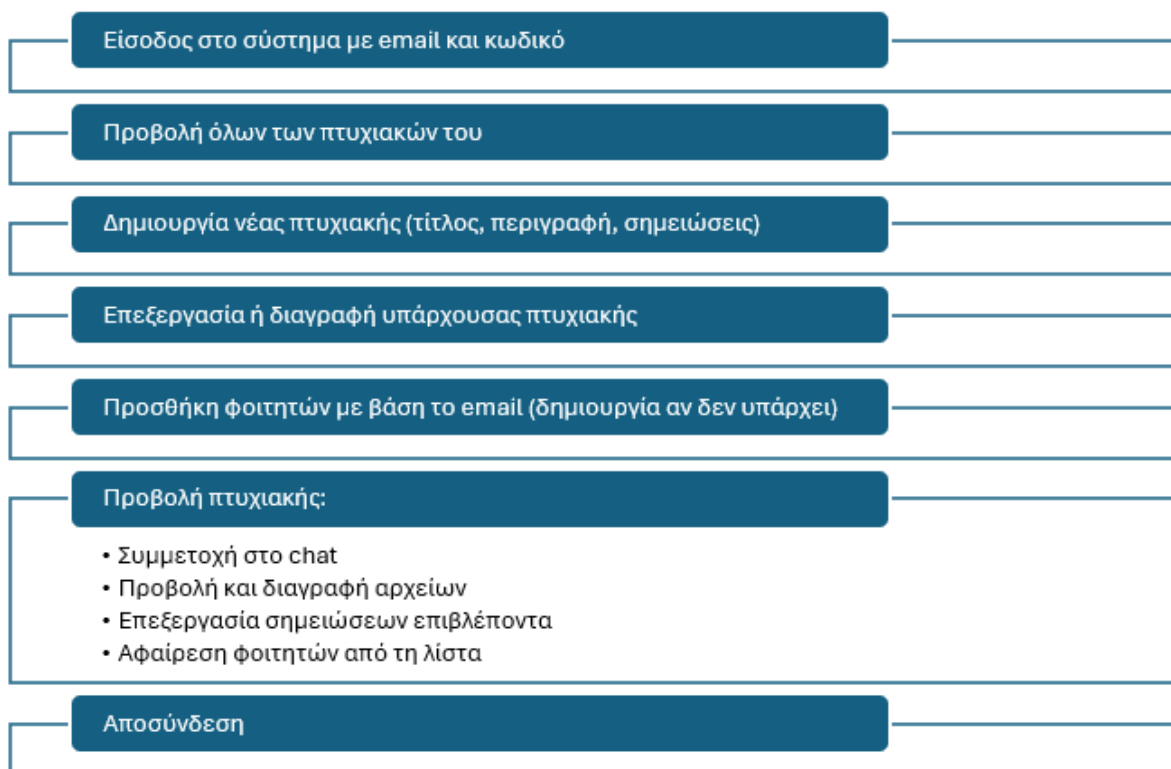 Είσοδος στο σύστημα με email και κωδικό
Προβολή όλων των πτυχιακών του
Δημιουργία νέας πτυχιακής (τίτλος, περιγραφή, σημειώσεις)
Επεξεργασία ή διαγραφή υπάρχουσας πτυχιακής
Προσθήκη φοιτητών με βάση το email (δημιουργία αν δεν υπάρχει)
Προβολή πτυχιακής:
• Συμμετοχή στο chat
• Προβολή και διαγραφή αρχείων
• Επεξεργασία σημειώσεων επιβλέποντα
• Αφαίρεση φοιτητών από τη λίστα
Αποσύνδεση